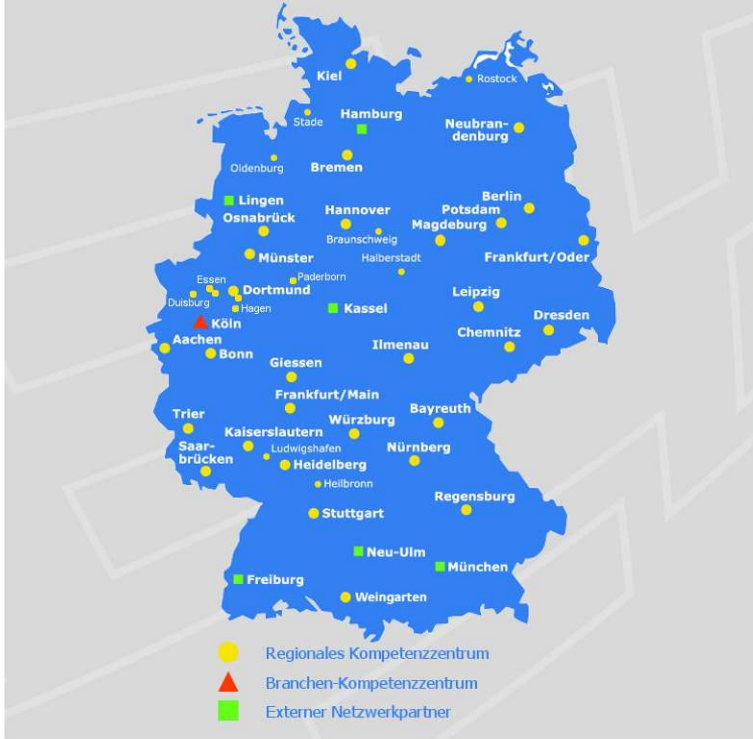 Kiel
Rostock
Stade
Hamburg
Neubran-
denburg
Oldenburg
Bremen
Lingen
Osnabrück
Hannover
Braunschweig
Berlin
Potsdam
Magdeburg
Frankfurt/Oder
Münster
Halberstadt
Paderborn
Essen
Duisburg
Dortmund
Hagen
Kassel
Leipzig
Dresden
Chemnitz
Köln
Aachen
Bonn
Ilmenau
Giessen
Frankfurt/Main
Bayreuth
Trier
Würzburg
Kaiserslautern
Ludwigshafen
Saar-
brücken
Heidelberg
Nürnberg
Heilbronn
Regensburg
Stuttgart
Neu-Ulm
München
Freiburg
Weingarten
Regionales Kompetenzzentrum
Branchen-Kompetenzzentrum
Externer Netzwerkpartner